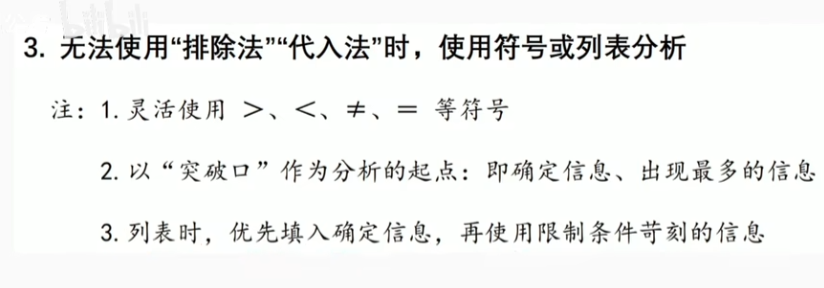 3. 无法使用“排除法”“代入法”时，使用符号或列表分析
注：1.灵活使用 ＞、＜、≠、＝ 等符号
2.以“突破口”作为分析的起点：即确定信息、出现最多的信息
3.列表时，优先填入确定信息，再使用限制条件苛刻的信息